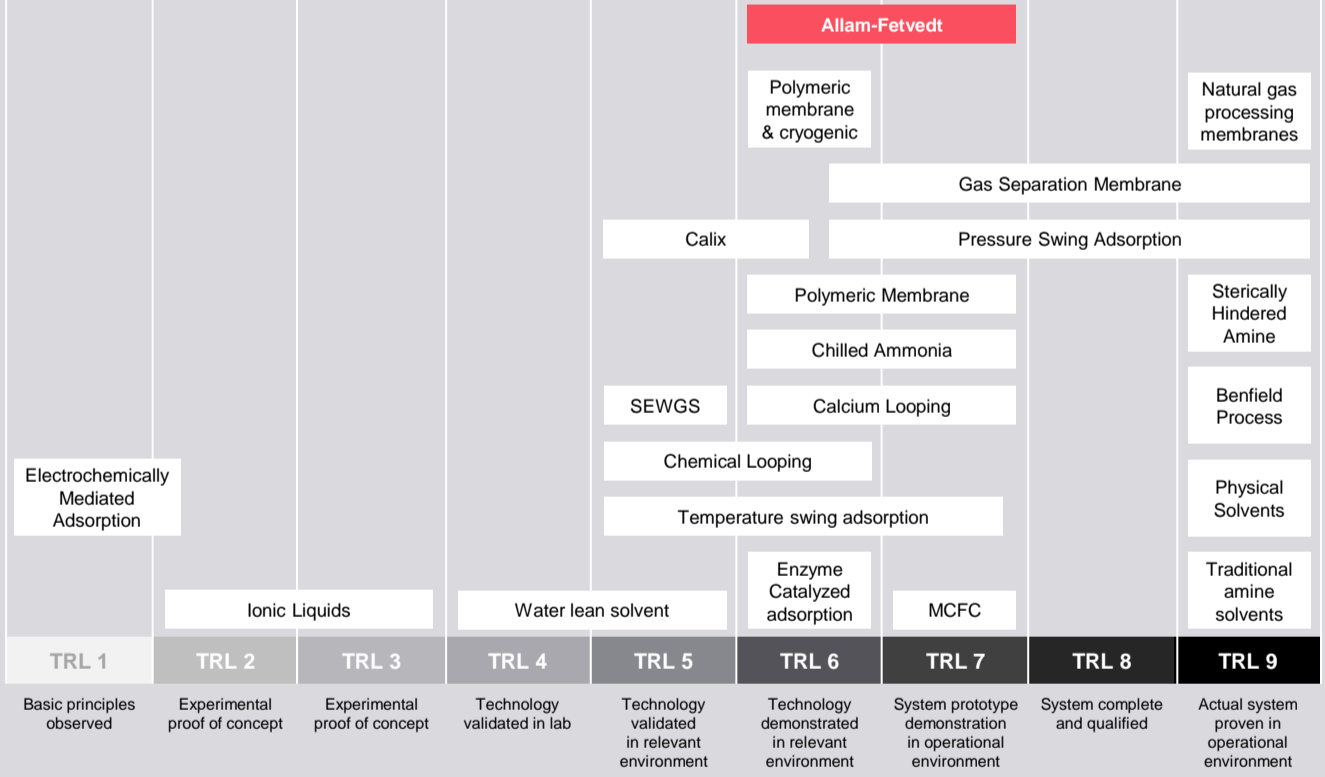 Allam-Fetvedt
Polymeric
membrane
& cryogenic
Natural gas
processing
membranes
Gas Separation Membrane
Calix
Pressure Swing Adsorption
Polymeric Membrane
Sterically
Hindered
Amine
Chilled Ammonia
SEWGS
Calcium Looping
Benfield
Process
Chemical Looping
Electrochemically
Mediated
Adsorption
Physical
Solvents
Temperature swing adsorption
Enzyme
Catalyzed
adsorption
Traditional
amine
solvents
Ionic Liquids
Water lean solvent
MCFC
TRL 1
TRL 2
TRL 3
TRL 4
TRL 5
TRL 6
TRL 7
TRL 8
TRL 9
Basic principles
observed
Experimental
proof of concept
Experimental
proof of concept
Technology
validated in lab
Technology
validated
in relevant
environment
Technology
demonstrated
in relevant
environment
System prototype
demonstration
in operational
environment
System complete
and qualified
Actual system
proven in
operational
environment